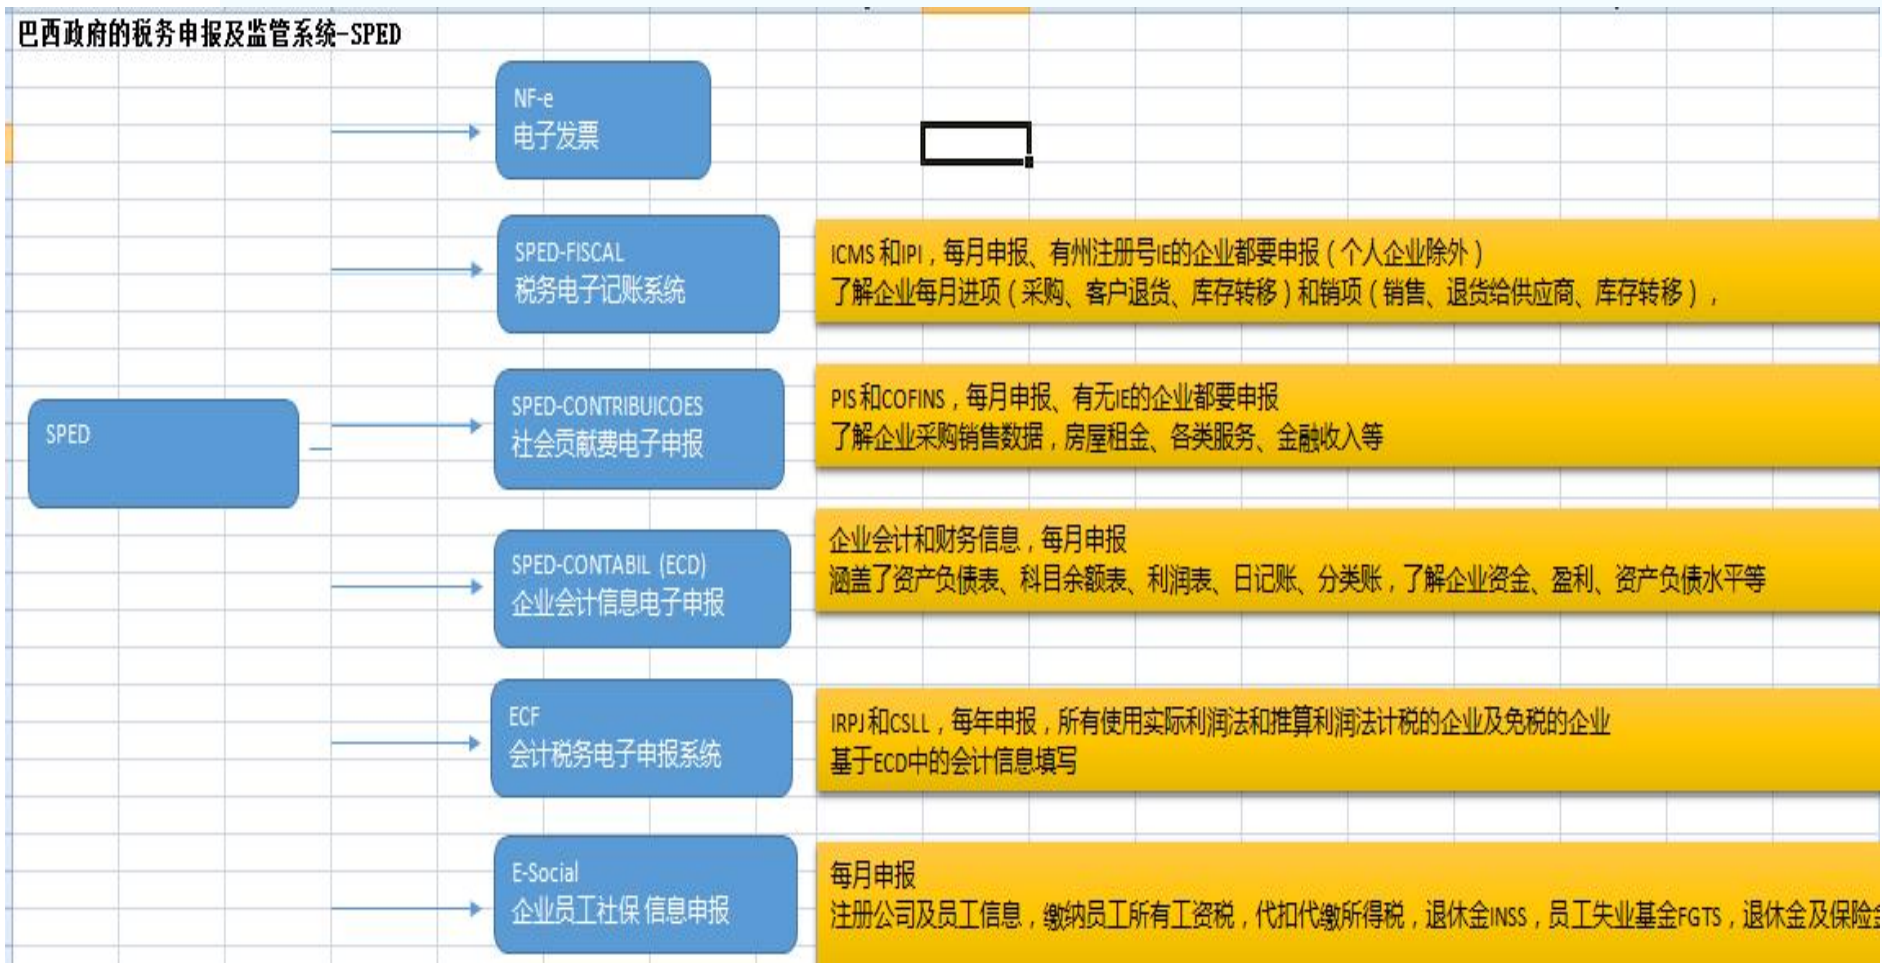 巴西政府的税务申报及监管系统-SPED
NF-e
电子发票
SPED-FISCAL
税务电子记账系统
ICMS 和IPI，每月申报、有州注册号IE的企业都要申报（个人企业除外）
了解企业每月进项（采购、客户退货、库存转移）和销项（销售、退货给供应商、库存转移），
SPED
SPED-CONTRIBUICOES
社会贡献费电子申报
PIS 和COFINS，每月申报、有无IE的企业都要申报
了解企业采购销售数据，房屋租金、各类服务、金融收入等
SPED-CONTABIL (ECD)
企业会计信息电子申报
企业会计和财务信息，每月申报
涵盖了资产负债表、科目余额表、利润表、日记账、分类账，了解企业资金、盈利、资产负债水平等
ECF
会计税务电子申报系统
IRPJ 和CSLL，每年申报，所有使用实际利润法和推算利润法计税的企业及免税的企业
基于ECD中的会计信息填写
E-Social
企业员工社保 信息申报
每月申报
注册公司及员工信息，缴纳员工所有工资税，代扣代缴所得税，退休金INSS，员工失业基金FGTS，退休金及保险金